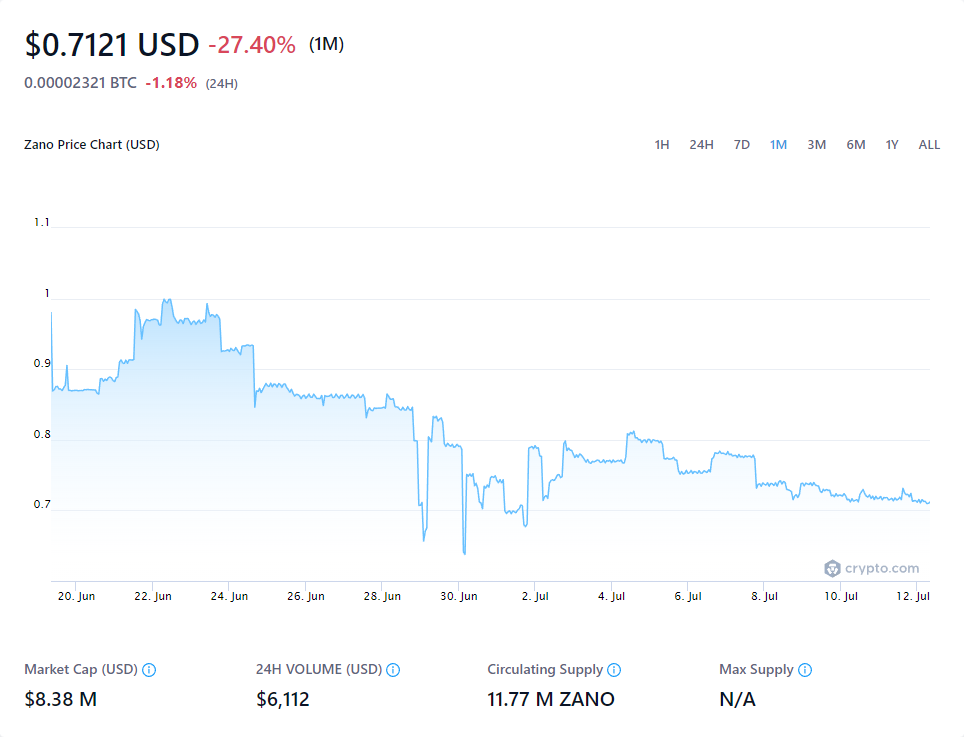 $0.7121 USD -27.40% (1M)
0.00002321 BTC -1.18% (24H)
Zano Price Chart (USD) 1H 24H 7D 1M 3M 6M 1Y ALL
1.1
1
0.9
0.8
0.7
crypto.com
20. Jun 22. Jun 24. Jun 26. Jun 28. Jun 30. Jun 2. Jul 4. Jul 6. Jul 8. Jul 10. Jul 12. Jul
Market Cap (USD) 24H VOLUME (USD) Circulating Supply Max Supply
$8.38 M $6,112 11.77 M ZANO N/A